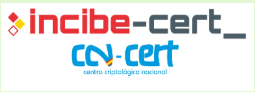 incibe-cert_
ccn-cert
centro criptológico nacional